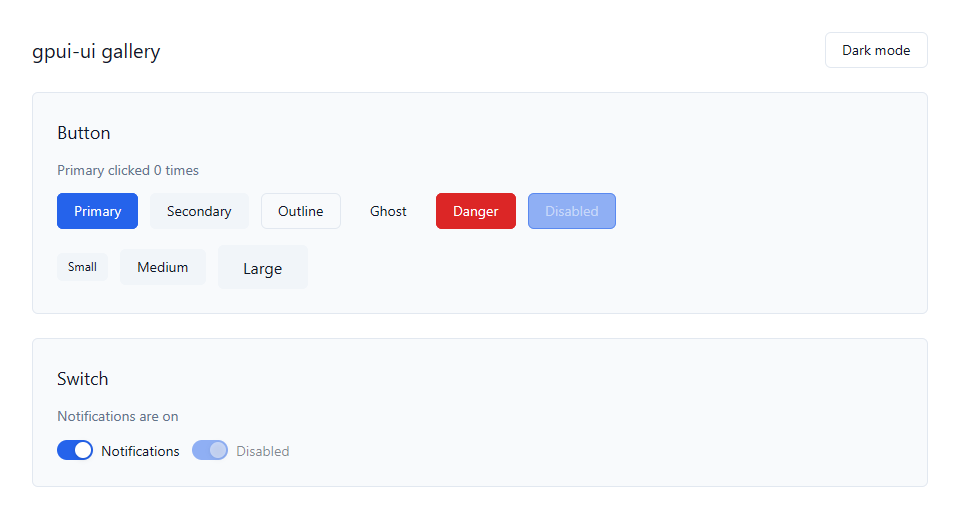 gpui-ui gallery
Dark mode
Button
Primary clicked 0 times
Primary Secondary Outline Ghost Danger Disabled
Small Medium Large
Switch
Notifications are on
Notifications Disabled